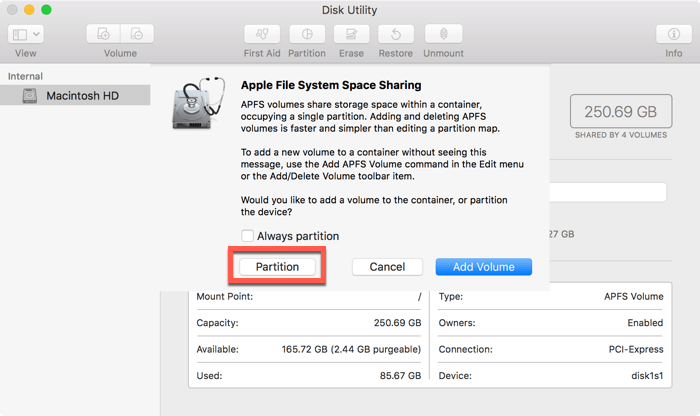 Disk Utility
View
Volume
First Aid
Partition
Erase
Restore
Unmount
Info
Internal
Macintosh HD
Apple File System Space Sharing
APFS volumes share storage space within a container,
occupying a single partition. Adding and deleting APFS
volumes is faster and simpler than editing a partition map.
To add a new volume to a container without seeing this
message, use the Add APFS Volume command in the Edit menu
or the Add/Delete Volume toolbar item.
Would you like to add a volume to the container, or partition
the device?
Always partition
Partition
Cancel
Add Volume
250.69 GB
SHARED BY 4 VOLUMES
27 GB
Mount Point: /
Capacity: 250.69 GB
Available: 165.72 GB (2.44 GB purgeable)
Used: 85.67 GB
Type: APFS Volume
Owners: Enabled
Connection: PCI-Express
Device: disk1s1